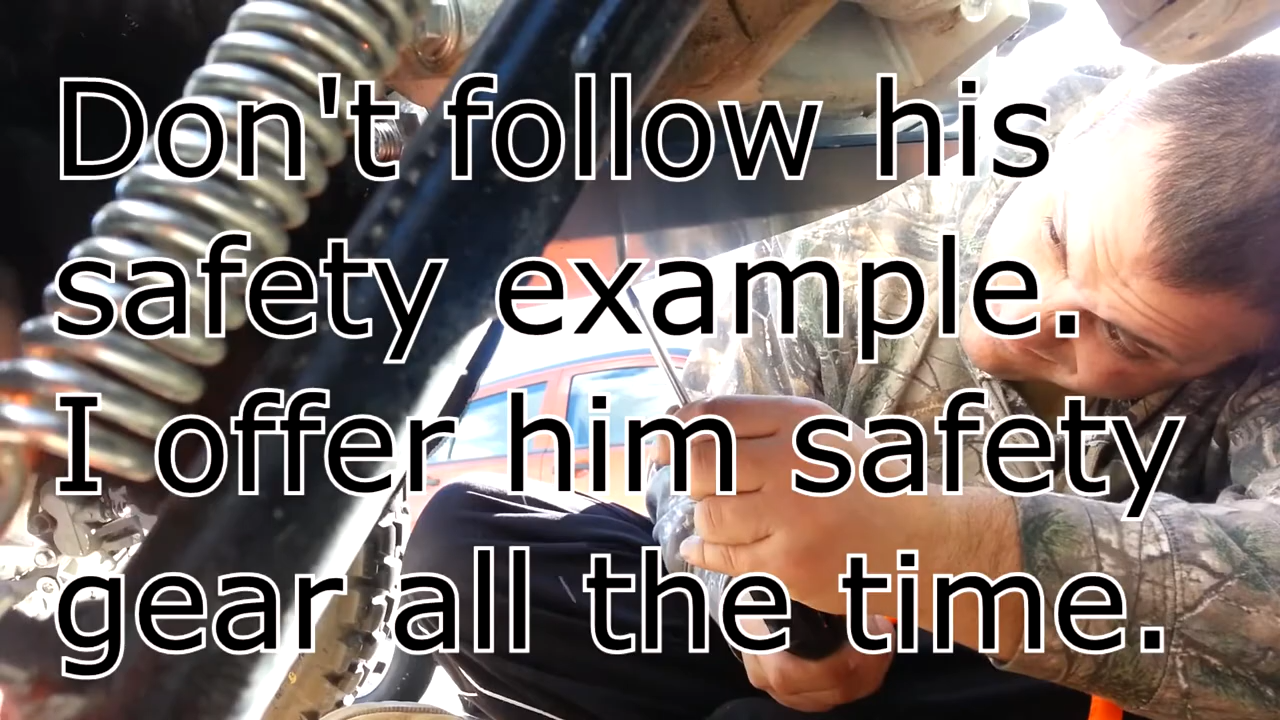 Don't follow his
safety example.
I offer him safety
gear all the time.